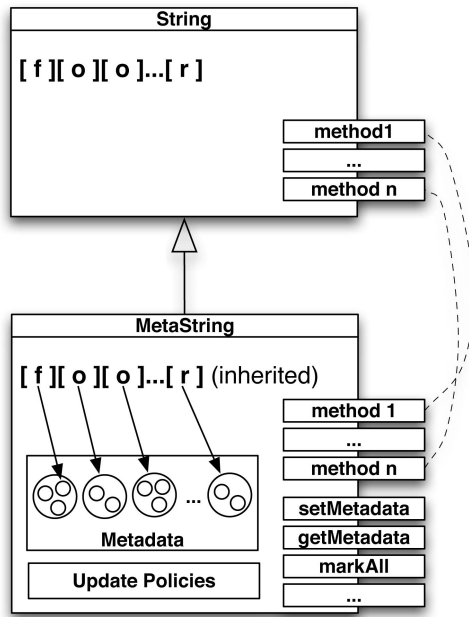 String
[ f ][ o ][ o ]...[ r ]
method1
...
method n
MetaString
[ f ][ o ][ o ]...[ r ] (inherited)
method 1
...
method n
...
Metadata
setMetadata
getMetadata
markAll
...
Update Policies